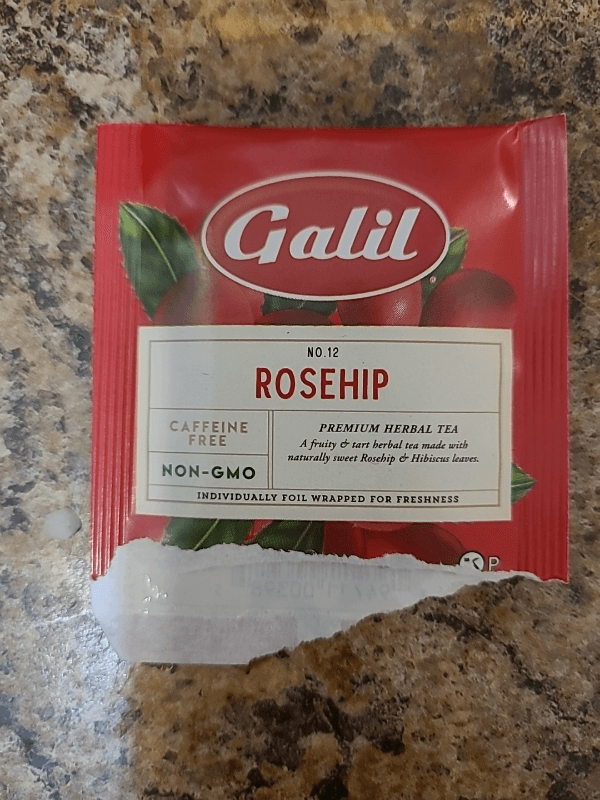 Galil
®
NO.12
ROSEHIP
CAFFEINE
FREE
NON-GMO
PREMIUM HERBAL TEA
A fruity & tart herbal tea made with
naturally sweet Rosehip & Hibiscus leaves.
INDIVIDUALLY FOIL WRAPPED FOR FRESHNESS
K P